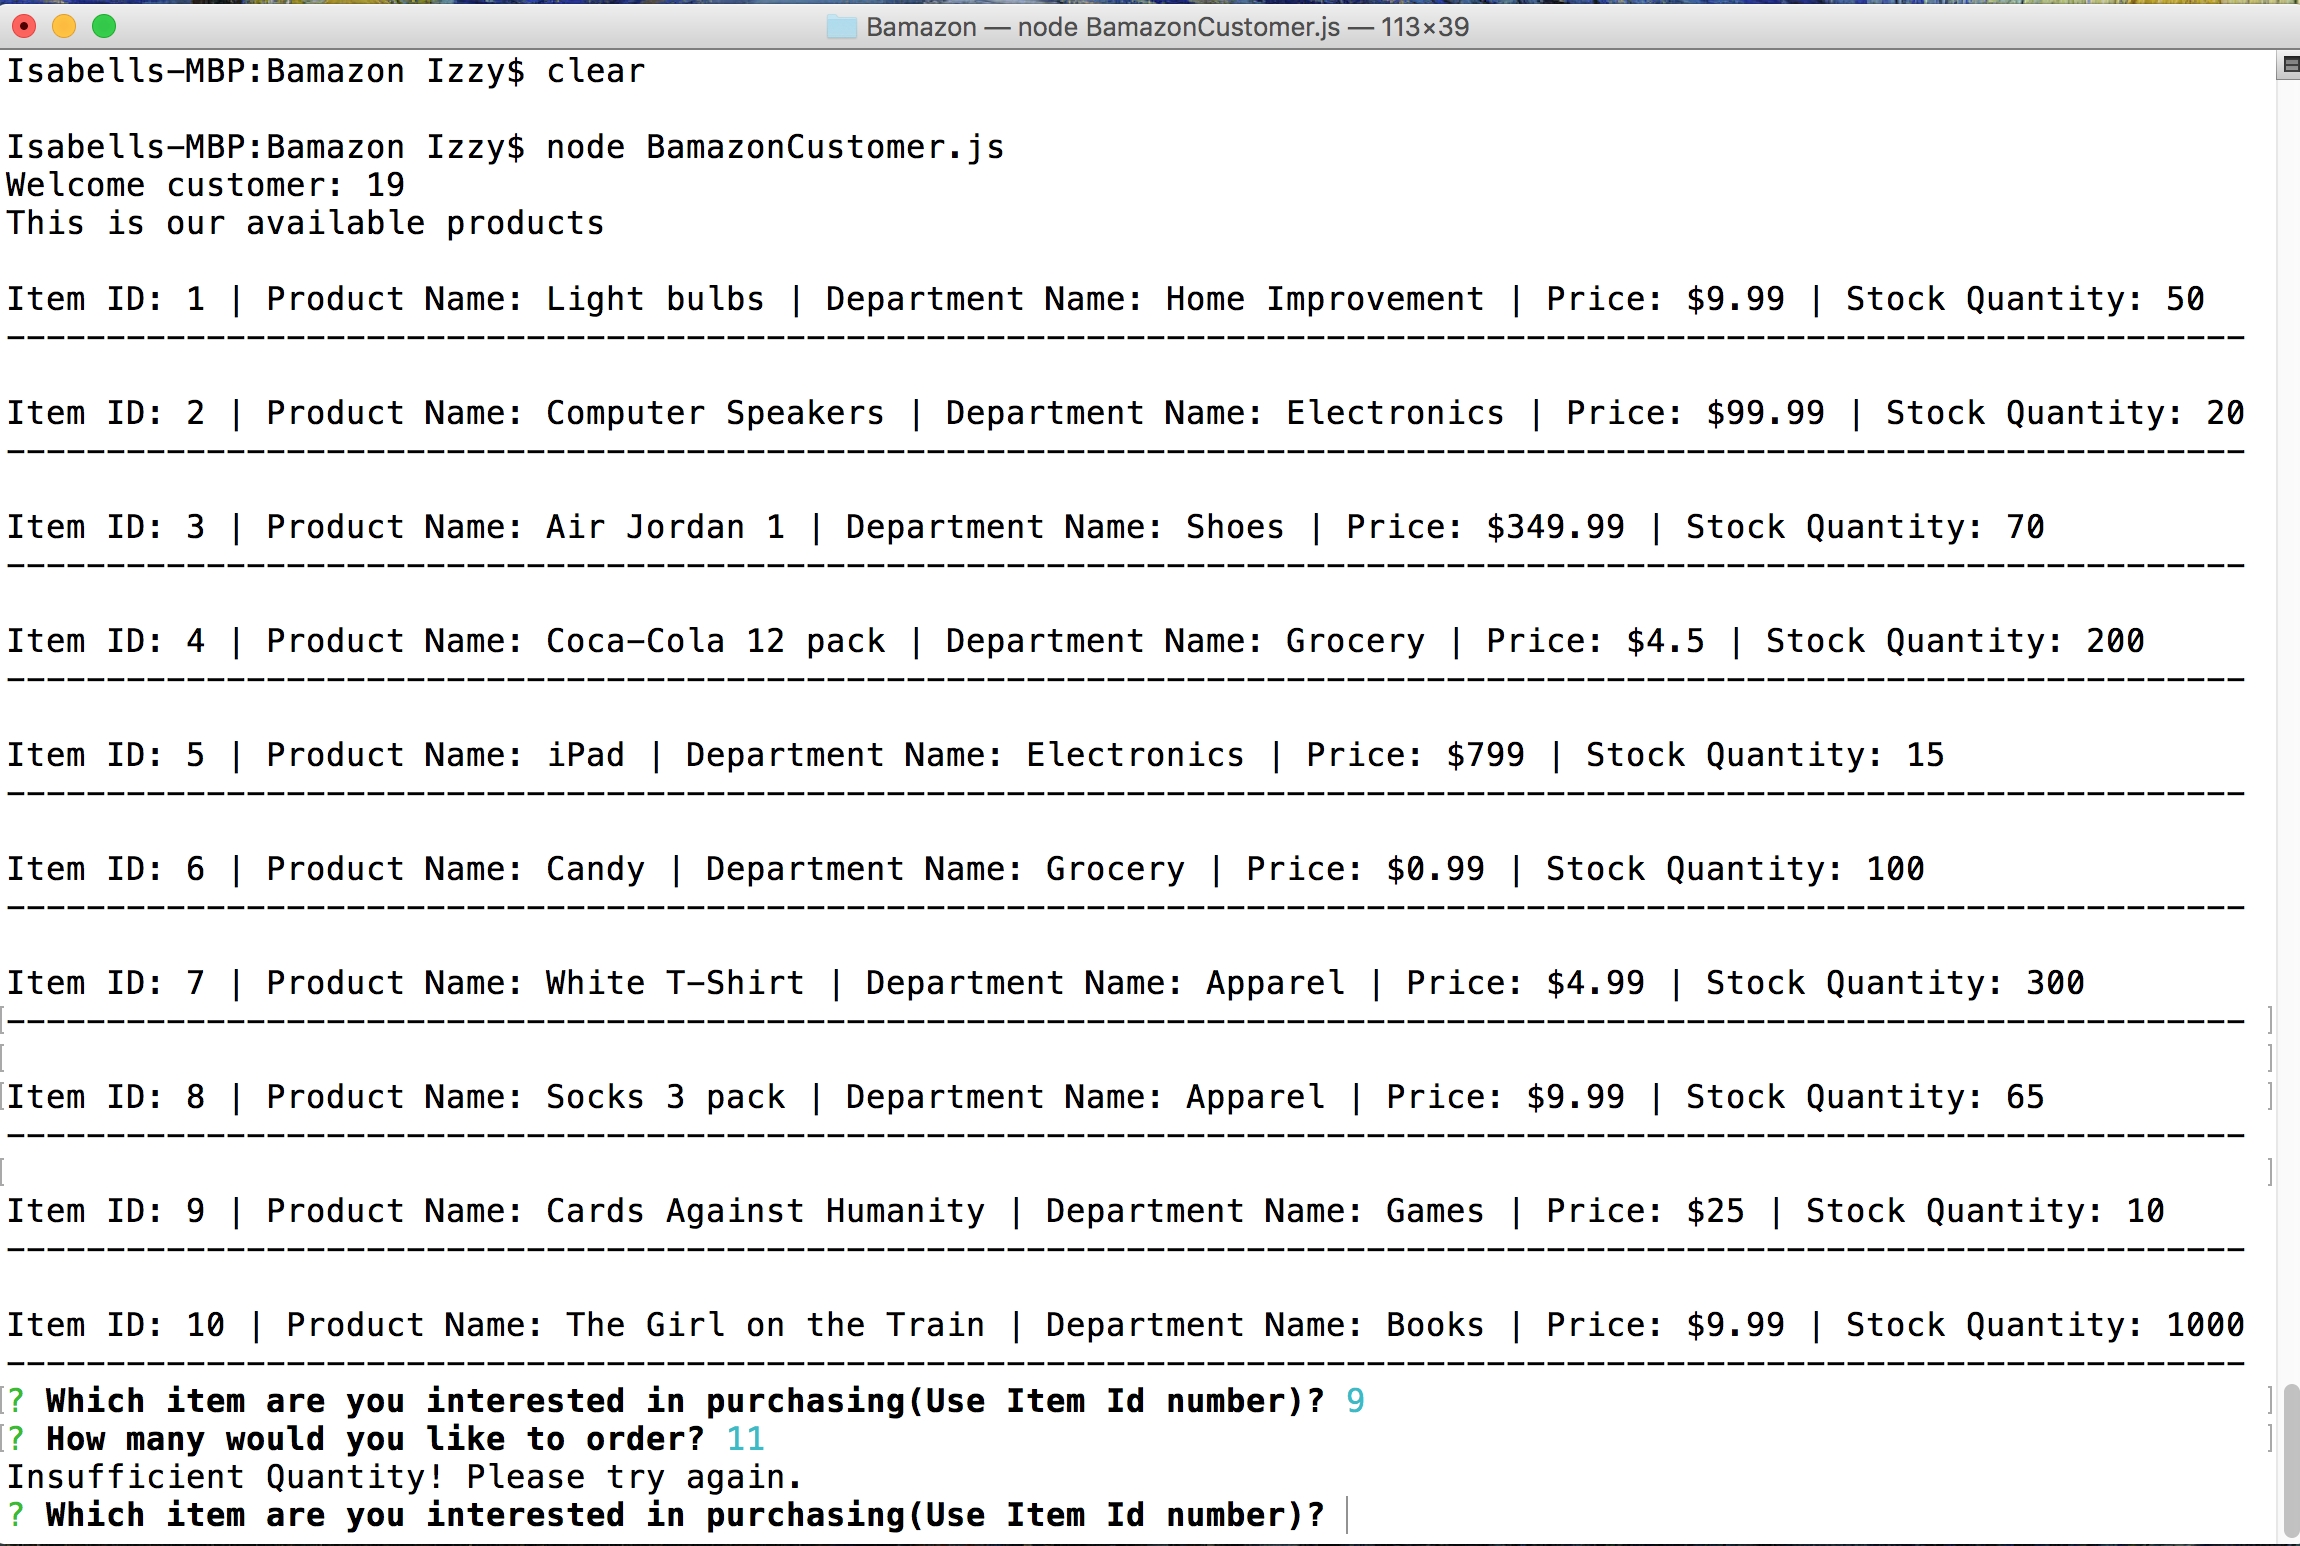 Bamazon — node BamazonCustomer.js — 113×39
Isabells-MBP:Bamazon Izzy$ clear
Isabells-MBP:Bamazon Izzy$ node BamazonCustomer.js
Welcome customer: 19
This is our available products
Item ID: 1 | Product Name: Light bulbs | Department Name: Home Improvement | Price: $9.99 | Stock Quantity: 50
----------------------------------------------------------------------------------------------------------------
Item ID: 2 | Product Name: Computer Speakers | Department Name: Electronics | Price: $99.99 | Stock Quantity: 20
----------------------------------------------------------------------------------------------------------------
Item ID: 3 | Product Name: Air Jordan 1 | Department Name: Shoes | Price: $349.99 | Stock Quantity: 70
----------------------------------------------------------------------------------------------------------------
Item ID: 4 | Product Name: Coca-Cola 12 pack | Department Name: Grocery | Price: $4.5 | Stock Quantity: 200
----------------------------------------------------------------------------------------------------------------
Item ID: 5 | Product Name: iPad | Department Name: Electronics | Price: $799 | Stock Quantity: 15
----------------------------------------------------------------------------------------------------------------
Item ID: 6 | Product Name: Candy | Department Name: Grocery | Price: $0.99 | Stock Quantity: 100
----------------------------------------------------------------------------------------------------------------
Item ID: 7 | Product Name: White T-Shirt | Department Name: Apparel | Price: $4.99 | Stock Quantity: 300
----------------------------------------------------------------------------------------------------------------
Item ID: 8 | Product Name: Socks 3 pack | Department Name: Apparel | Price: $9.99 | Stock Quantity: 65
----------------------------------------------------------------------------------------------------------------
Item ID: 9 | Product Name: Cards Against Humanity | Department Name: Games | Price: $25 | Stock Quantity: 10
----------------------------------------------------------------------------------------------------------------
Item ID: 10 | Product Name: The Girl on the Train | Department Name: Books | Price: $9.99 | Stock Quantity: 1000
----------------------------------------------------------------------------------------------------------------
? Which item are you interested in purchasing(Use Item Id number)? 9
? How many would you like to order? 11
Insufficient Quantity! Please try again.
? Which item are you interested in purchasing(Use Item Id number)?